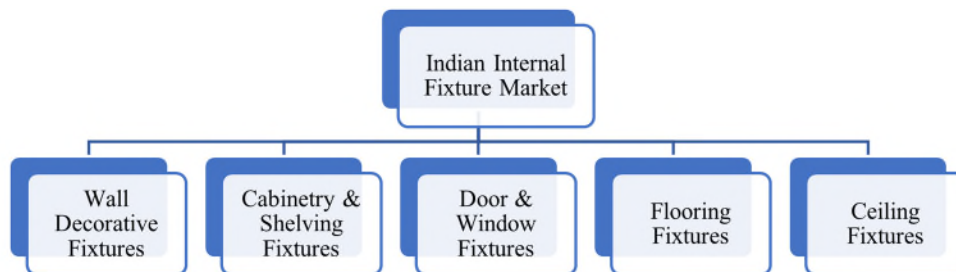 Indian Internal
Fixture Market
Wall
Decorative
Fixtures
Cabinetry &
Shelving
Fixtures
Door &
Window
Fixtures
Flooring
Fixtures
Ceiling
Fixtures